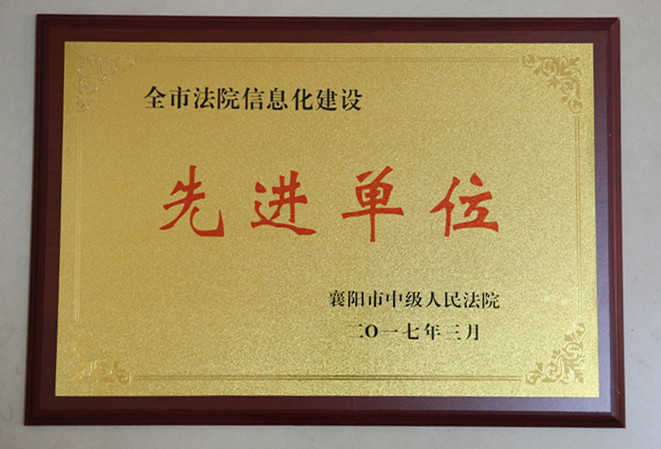 全市法院信息化建设
先进单位
襄阳市中级人民法院
二〇一七年三月